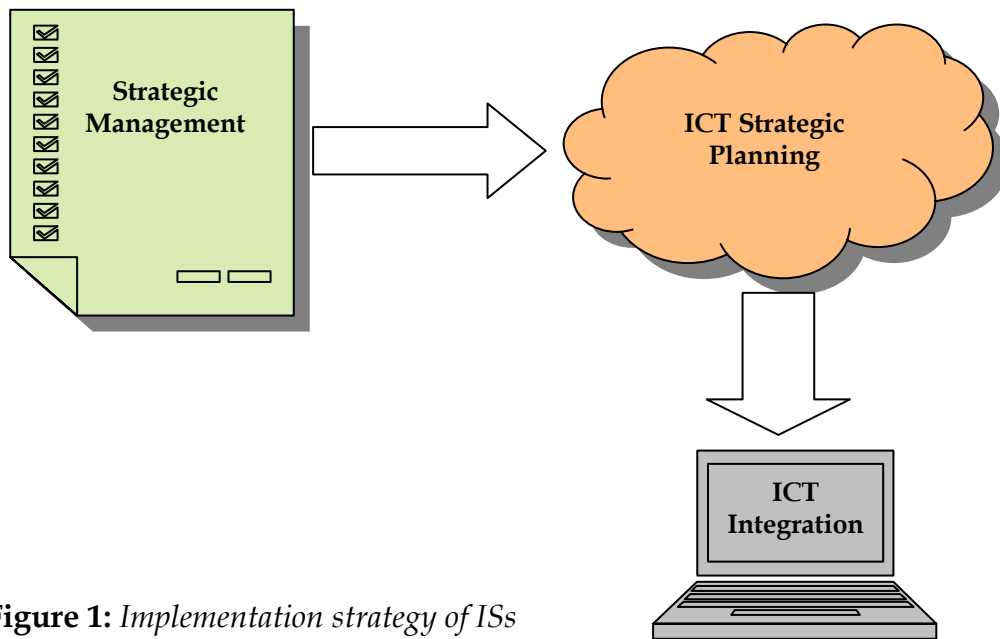 Strategic
Management
ICT Strategic
Planning
ICT
Integration
Figure 1: Implementation strategy of ISs